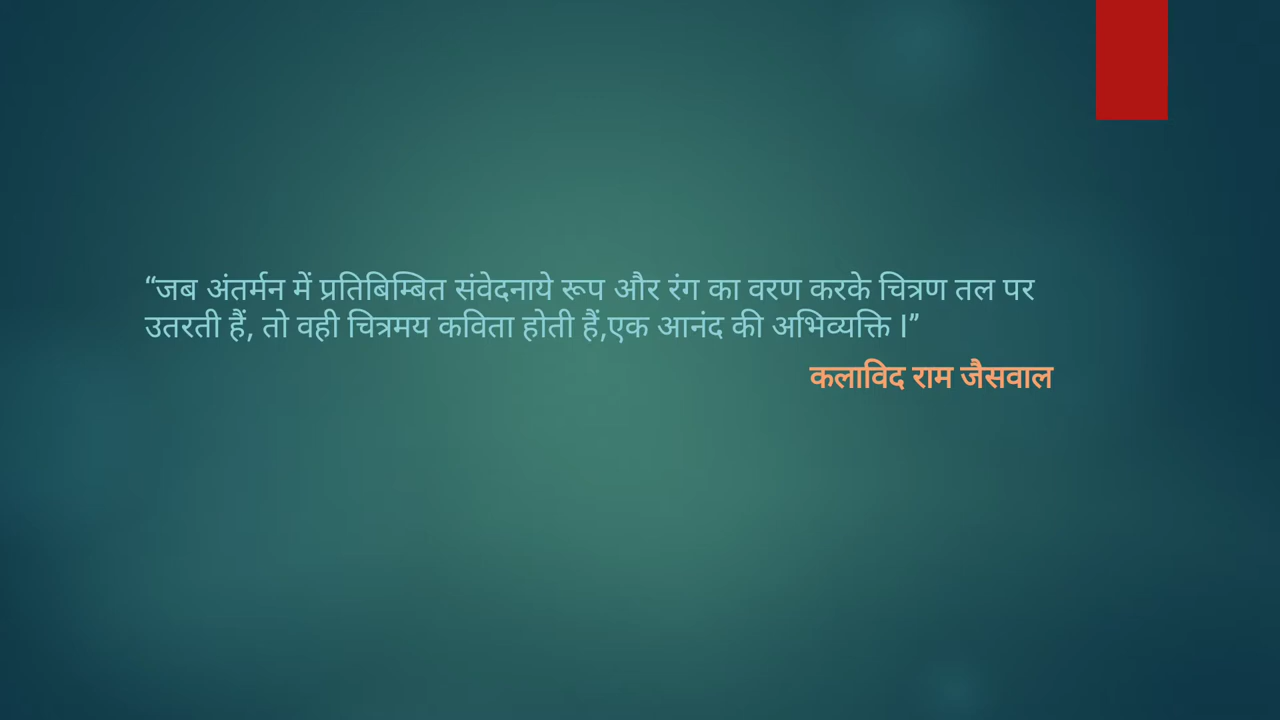 “जब अंतर्मन में प्रतिबिम्बित संवेदनाये रूप और रंग का वरण करके चित्रण तल पर
उतरती हैं, तो वही चित्रमय कविता होती हैं,एक आनंद की अभिव्यक्ति l”
कलाविद राम जैसवाल